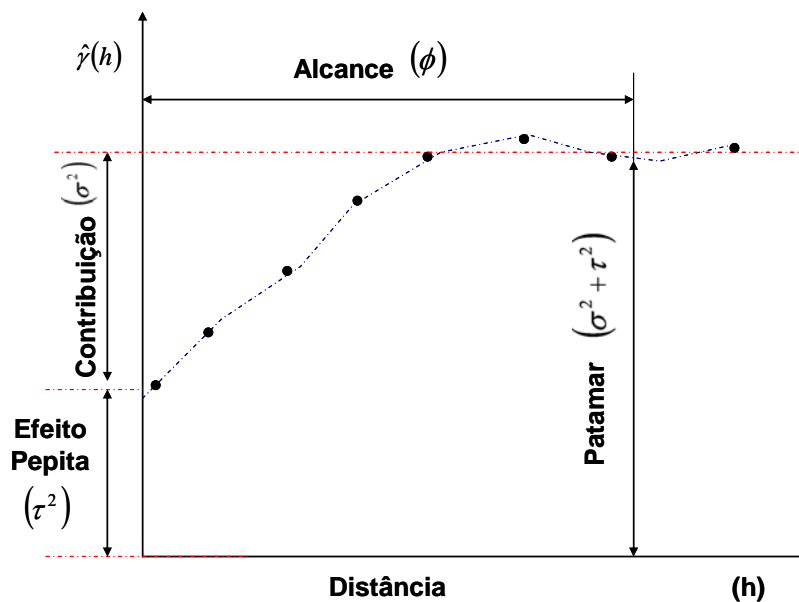 γ̂(h)
Alcance (ϕ)
Contribuição (σ²)
Patamar (σ² + τ²)
Efeito
Pepita
(τ²)
Distância (h)